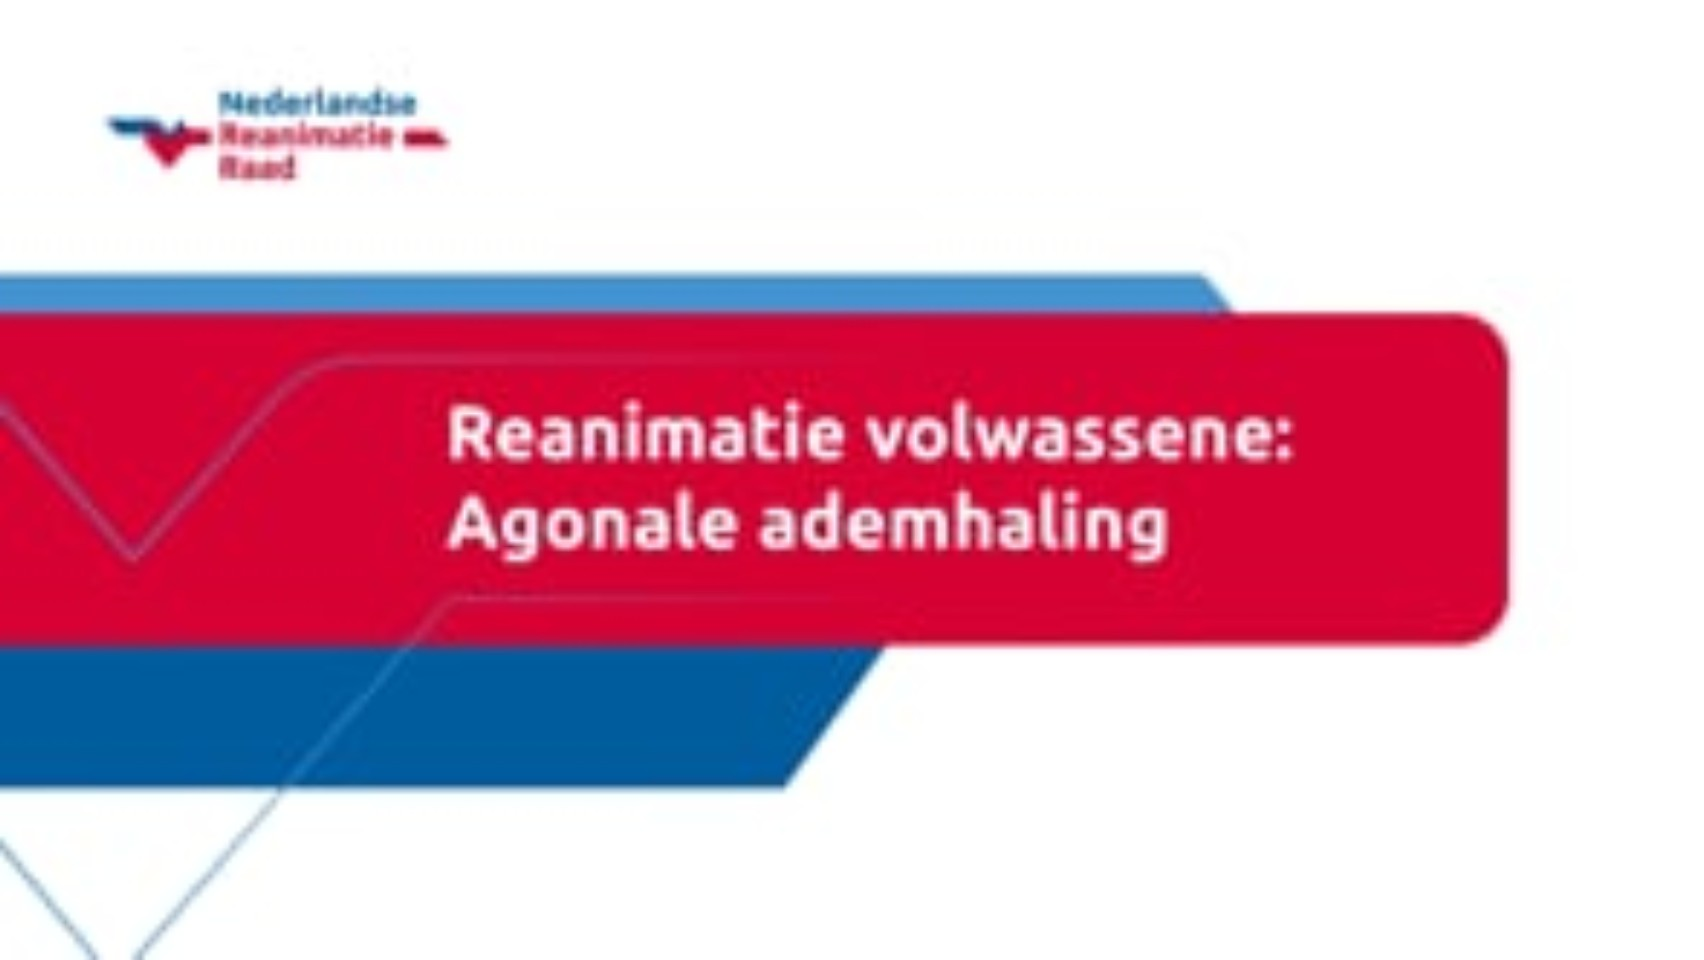 Nederlandse
Reanimatie
Raad
Reanimatie volwassene:
Agonale ademhaling